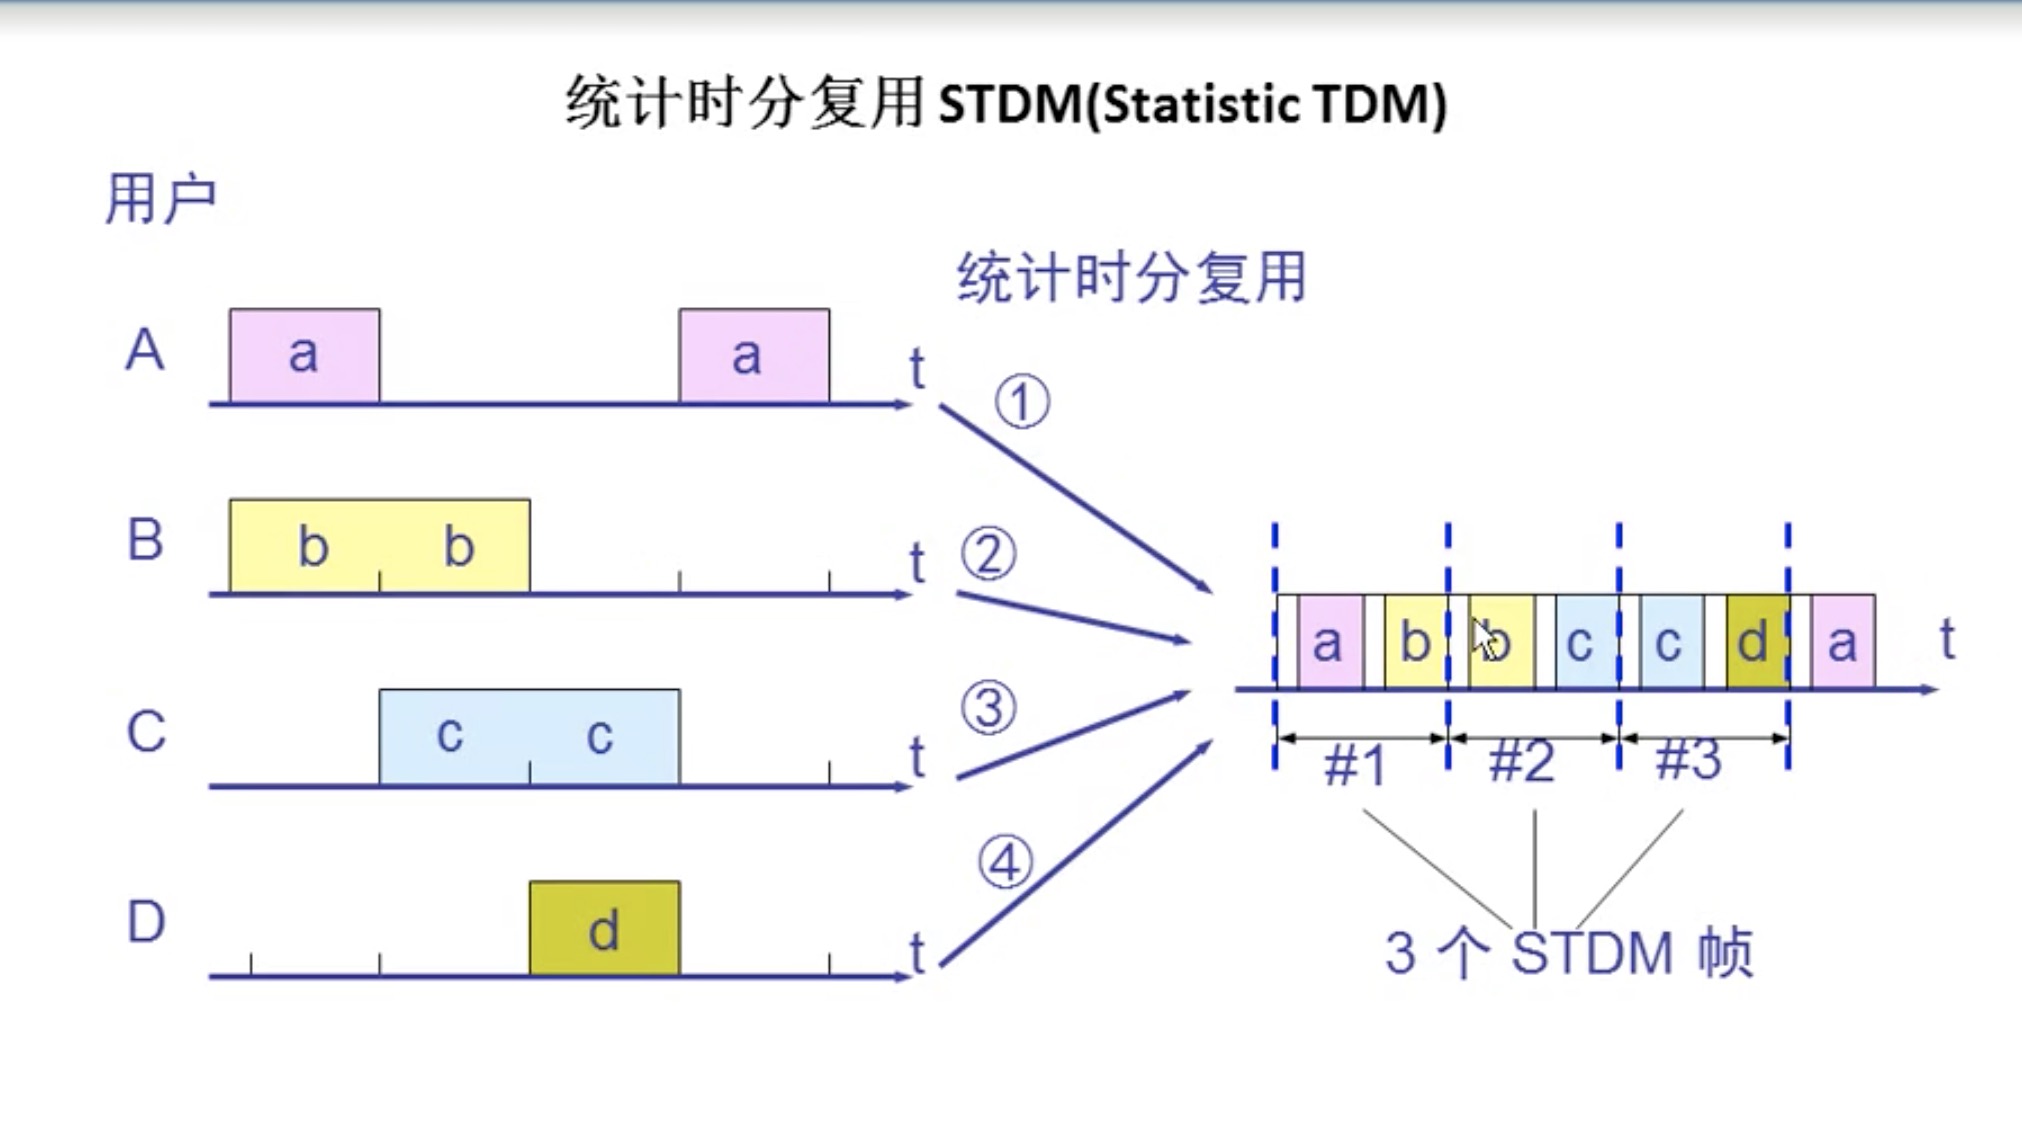 统计时分复用 STDM(Statistic TDM)
用户
统计时分复用
A a a t ①
B b b t ②
a b b c c d a t
C c c t ③
#1 #2 #3
D d t ④
3 个 STDM 帧